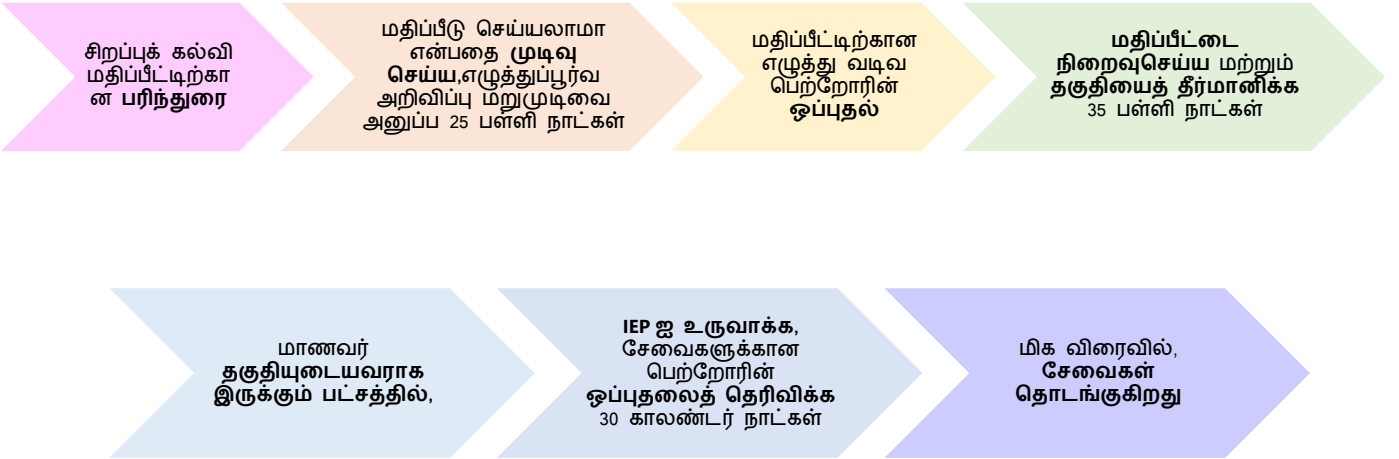 சிறப்புக் கல்வி
மதிப்பீட்டிற்கா
ன பரிந்துரை
மதிப்பீடு செய்யலாமா
என்பதை முடிவு
செய்ய,எழுத்துப்பூர்வ
அறிவிப்பு மறுமுடிவை
அனுப்ப 25 பள்ளி நாட்கள்
மதிப்பீட்டிற்கான
எழுத்து வடிவ
பெற்றோரின்
ஒப்புதல்
மதிப்பீட்டை
நிறைவுசெய்ய மற்றும்
தகுதியைத் தீர்மானிக்க
35 பள்ளி நாட்கள்
மாணவர்
தகுதியுடையவராக
இருக்கும் பட்சத்தில்,
IEP ஐ உருவாக்க,
சேவைகளுக்கான
பெற்றோரின்
ஒப்புதலைத் தெரிவிக்க
30 காலண்டர் நாட்கள்
மிக விரைவில்,
சேவைகள்
தொடங்குகிறது